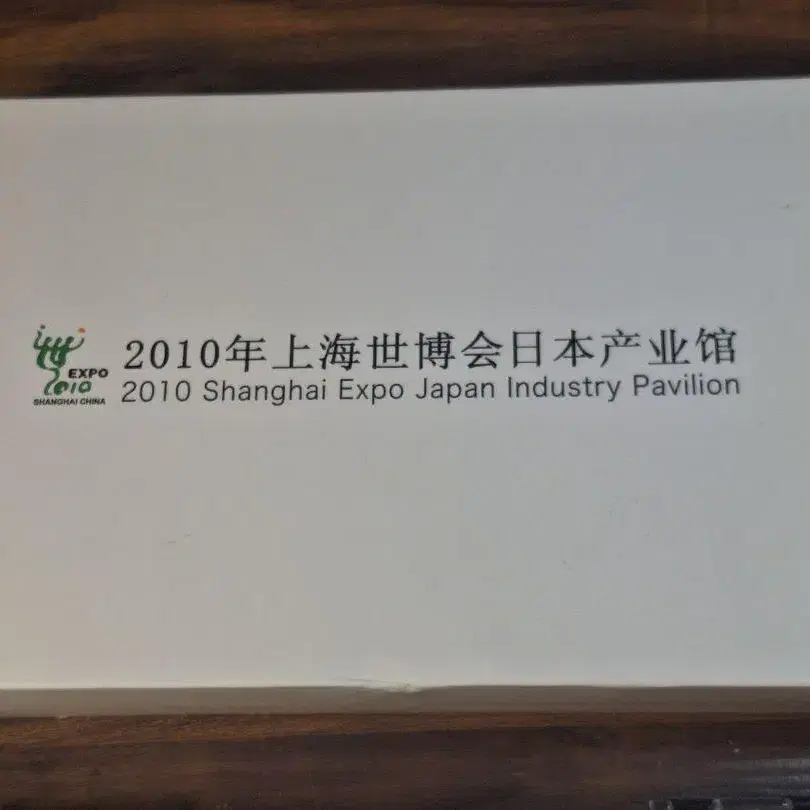 EXPO
2010
SHANGHAI CHINA
2010年上海世博会日本产业馆
2010 Shanghai Expo Japan Industry Pavilion